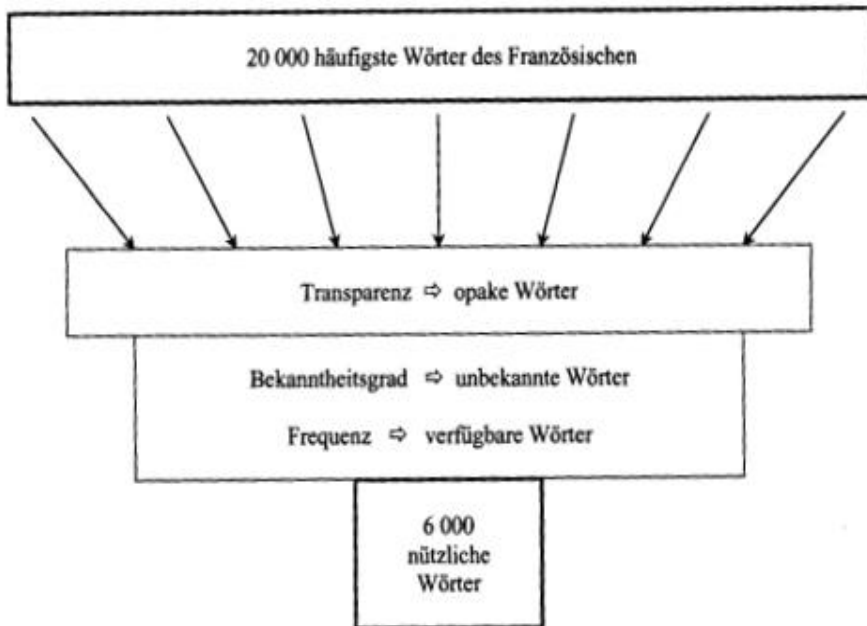 20 000 häufigste Wörter des Französischen
Transparenz ⇨ opake Wörter
Bekanntheitsgrad ⇨ unbekannte Wörter
Frequenz ⇨ verfügbare Wörter
6 000
nützliche
Wörter